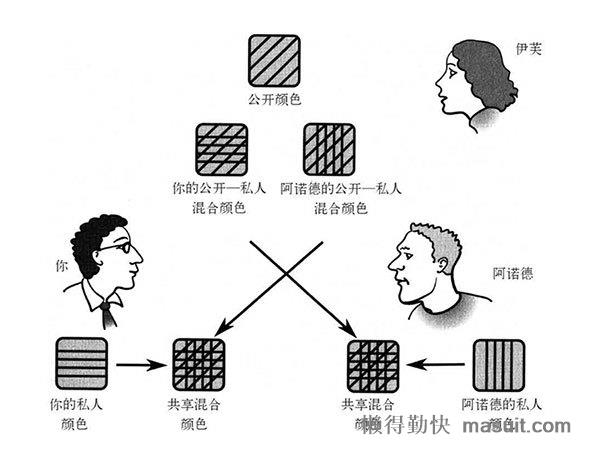 伊芙
公开颜色
你的公开—私人
混合颜色
阿诺德的公开—私人
混合颜色
你
阿诺德
你的私人
颜色
共享混合
颜色
共享混合
颜色
阿诺德的私人
颜色
懒得勤快 masuit.com